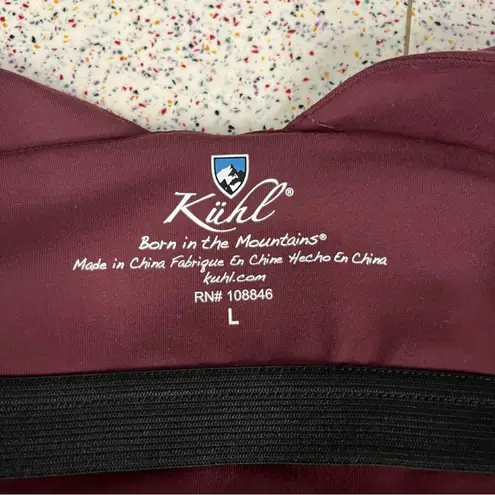 Kühl®
Born in the Mountains®
Made in China Fabrique En Chine Hecho En China
kuhl.com
RN# 108846
L